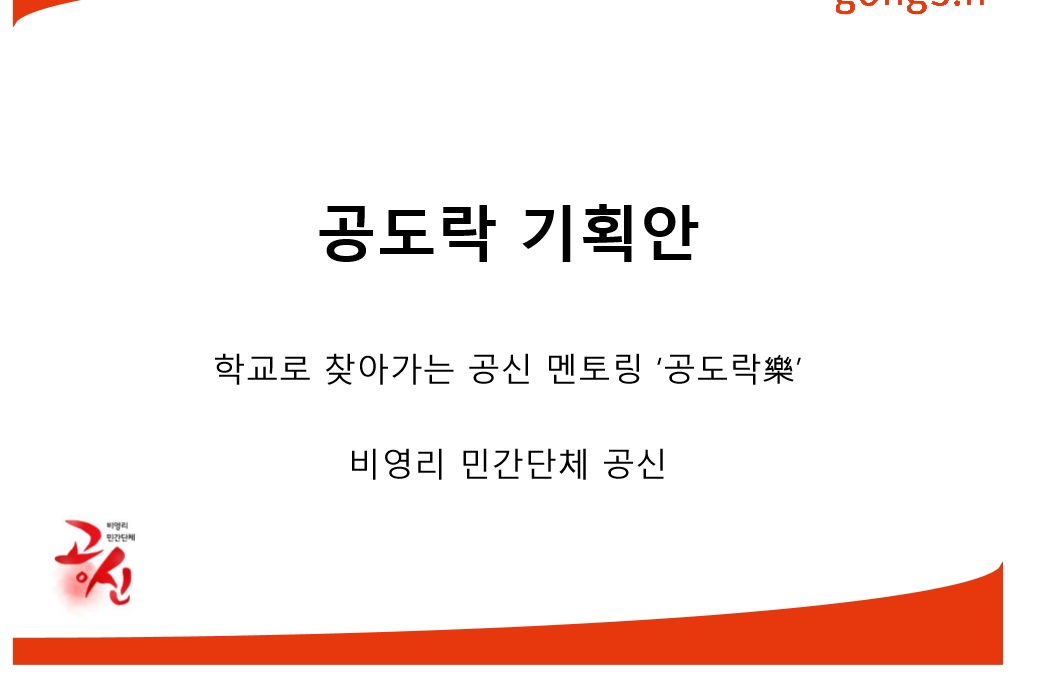 공도락 기획안
학교로 찾아가는 공신 멘토링 ‘공도락樂’
비영리 민간단체 공신
비영리
민간단체
공신